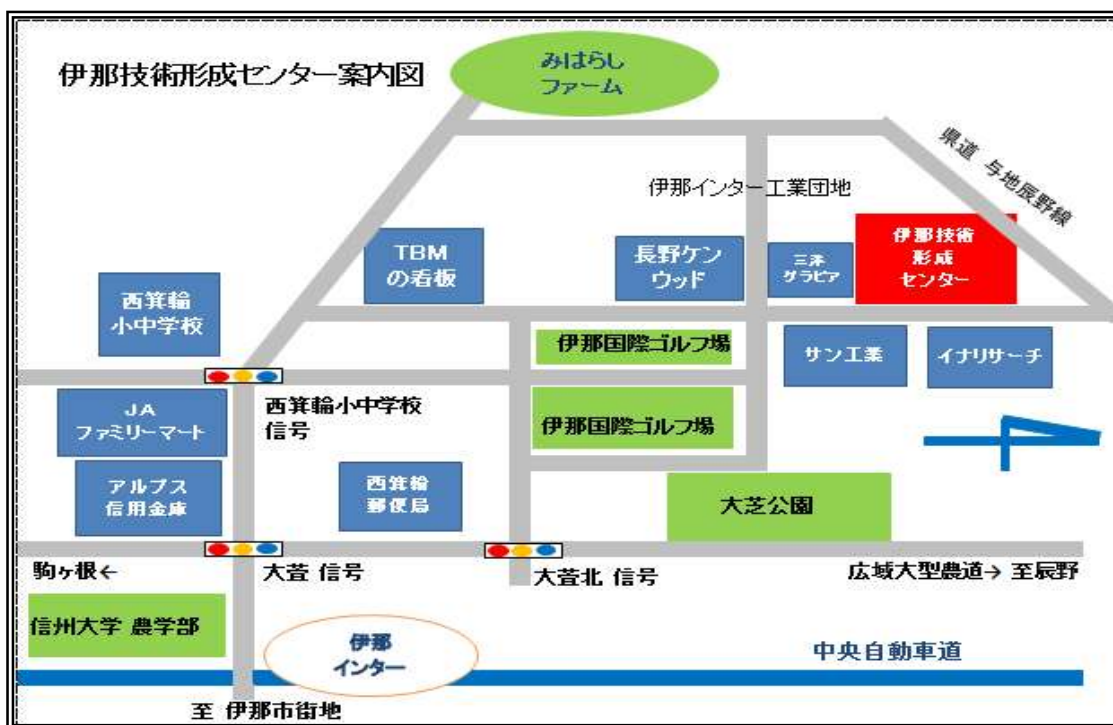 伊那技術形成センター案内図
みはらし
ファーム
県道 与地辰野線
伊那インター工業団地
伊那技術
形成
センター
TBM
の看板
長野ケン
ウッド
三洋
グラビア
西箕輪
小中学校
伊那国際ゴルフ場
サン工業
イナリサーチ
JA
ファミリーマート
西箕輪小中学校
信号
伊那国際ゴルフ場
アルプス
信用金庫
西箕輪
郵便局
大芝公園
駒ヶ根←
大萱 信号
大萱北 信号
広域大型農道→ 至辰野
信州大学 農学部
伊那
インター
中央自動車道
至 伊那市街地